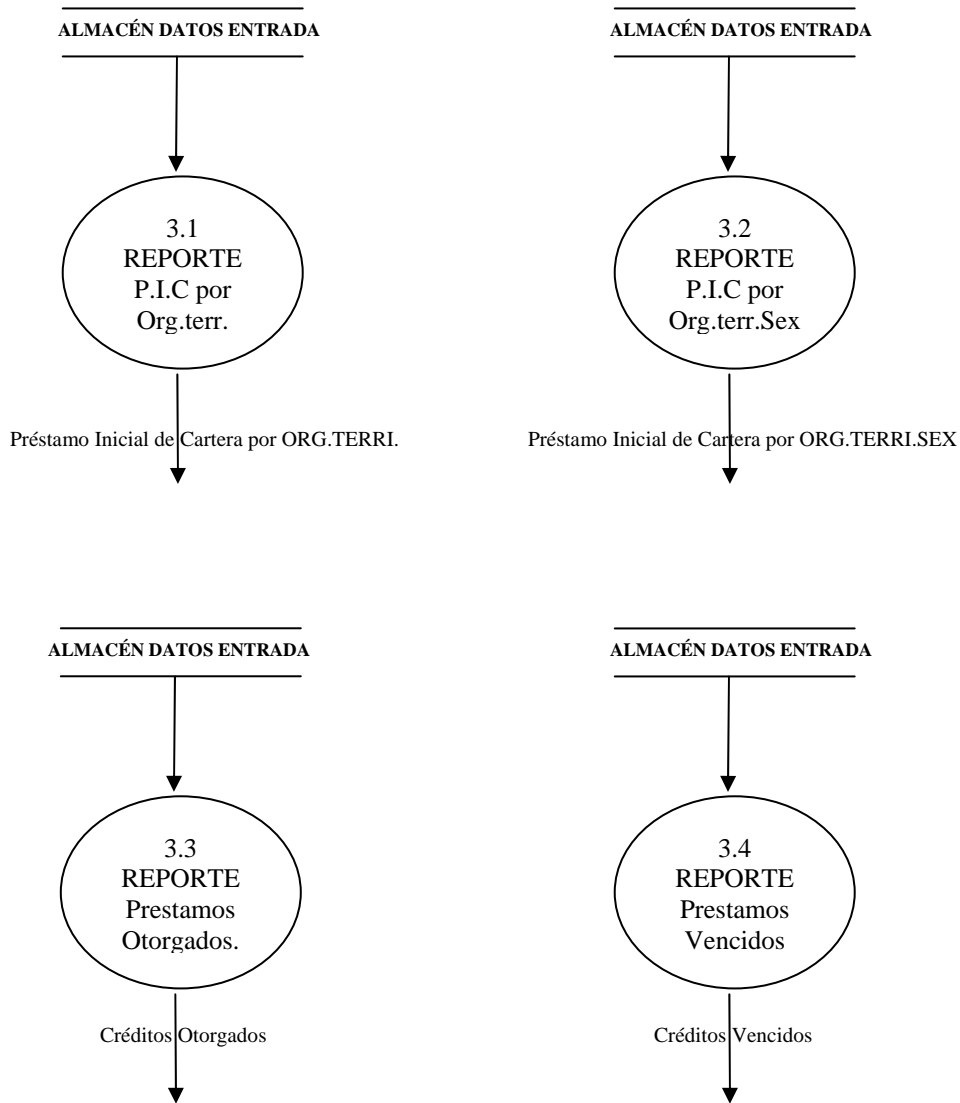 ALMACÉN DATOS ENTRADA
3.1
REPORTE
P.I.C por
Org.terr.
Préstamo Inicial de Cartera por ORG.TERRI.
ALMACÉN DATOS ENTRADA
3.2
REPORTE
P.I.C por
Org.terr.Sex
Préstamo Inicial de Cartera por ORG.TERRI.SEX
ALMACÉN DATOS ENTRADA
3.3
REPORTE
Prestamos
Otorgados.
Créditos Otorgados
ALMACÉN DATOS ENTRADA
3.4
REPORTE
Prestamos
Vencidos
Créditos Vencidos